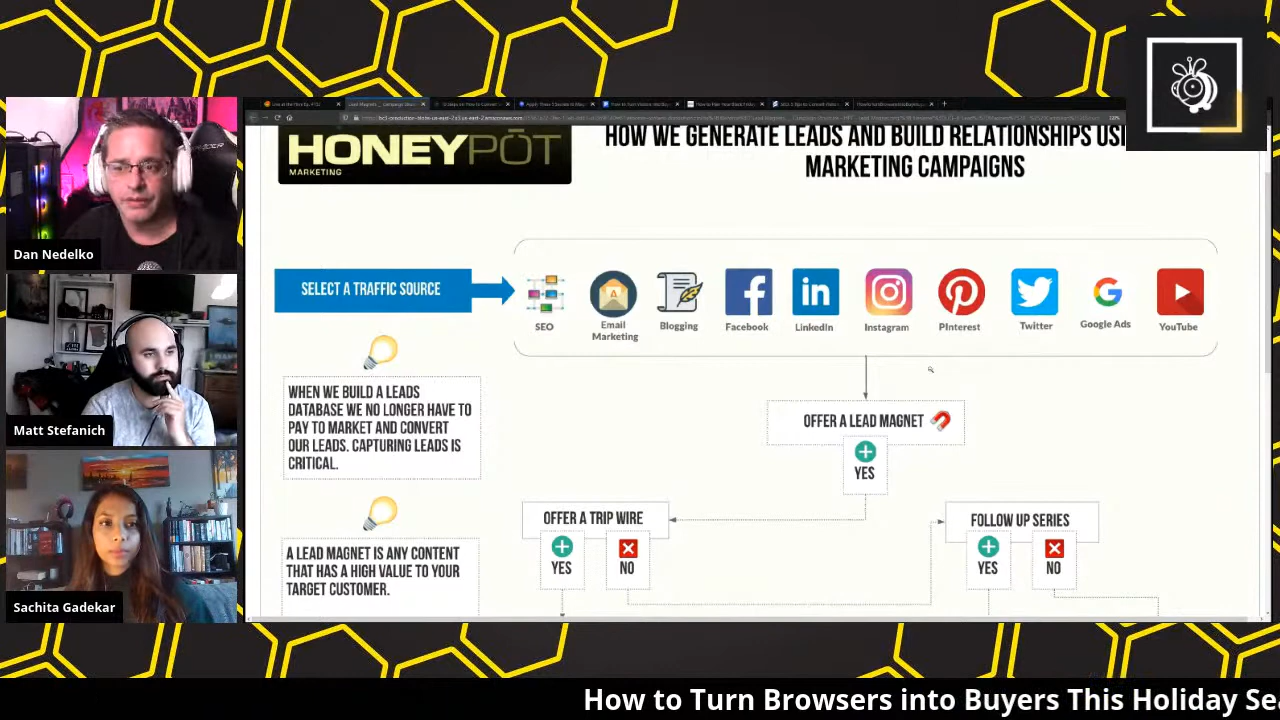 HONEYPOT
MARKETING
HOW WE GENERATE LEADS AND BUILD RELATIONSHIPS USI
MARKETING CAMPAIGNS
Dan Nedelko
SELECT A TRAFFIC SOURCE
SEO
Email
Marketing
Blogging
Facebook
LinkedIn
Instagram
PInterest
Twitter
Google Ads
YouTube
Matt Stefanich
WHEN WE BUILD A LEADS
DATABASE WE NO LONGER HAVE TO
PAY TO MARKET AND CONVERT
OUR LEADS. CAPTURING LEADS IS
CRITICAL.
OFFER A LEAD MAGNET
YES
OFFER A TRIP WIRE
YES
NO
FOLLOW UP SERIES
YES
NO
A LEAD MAGNET IS ANY CONTENT
THAT HAS A HIGH VALUE TO YOUR
TARGET CUSTOMER.
Sachita Gadekar
How to Turn Browsers into Buyers This Holiday Se